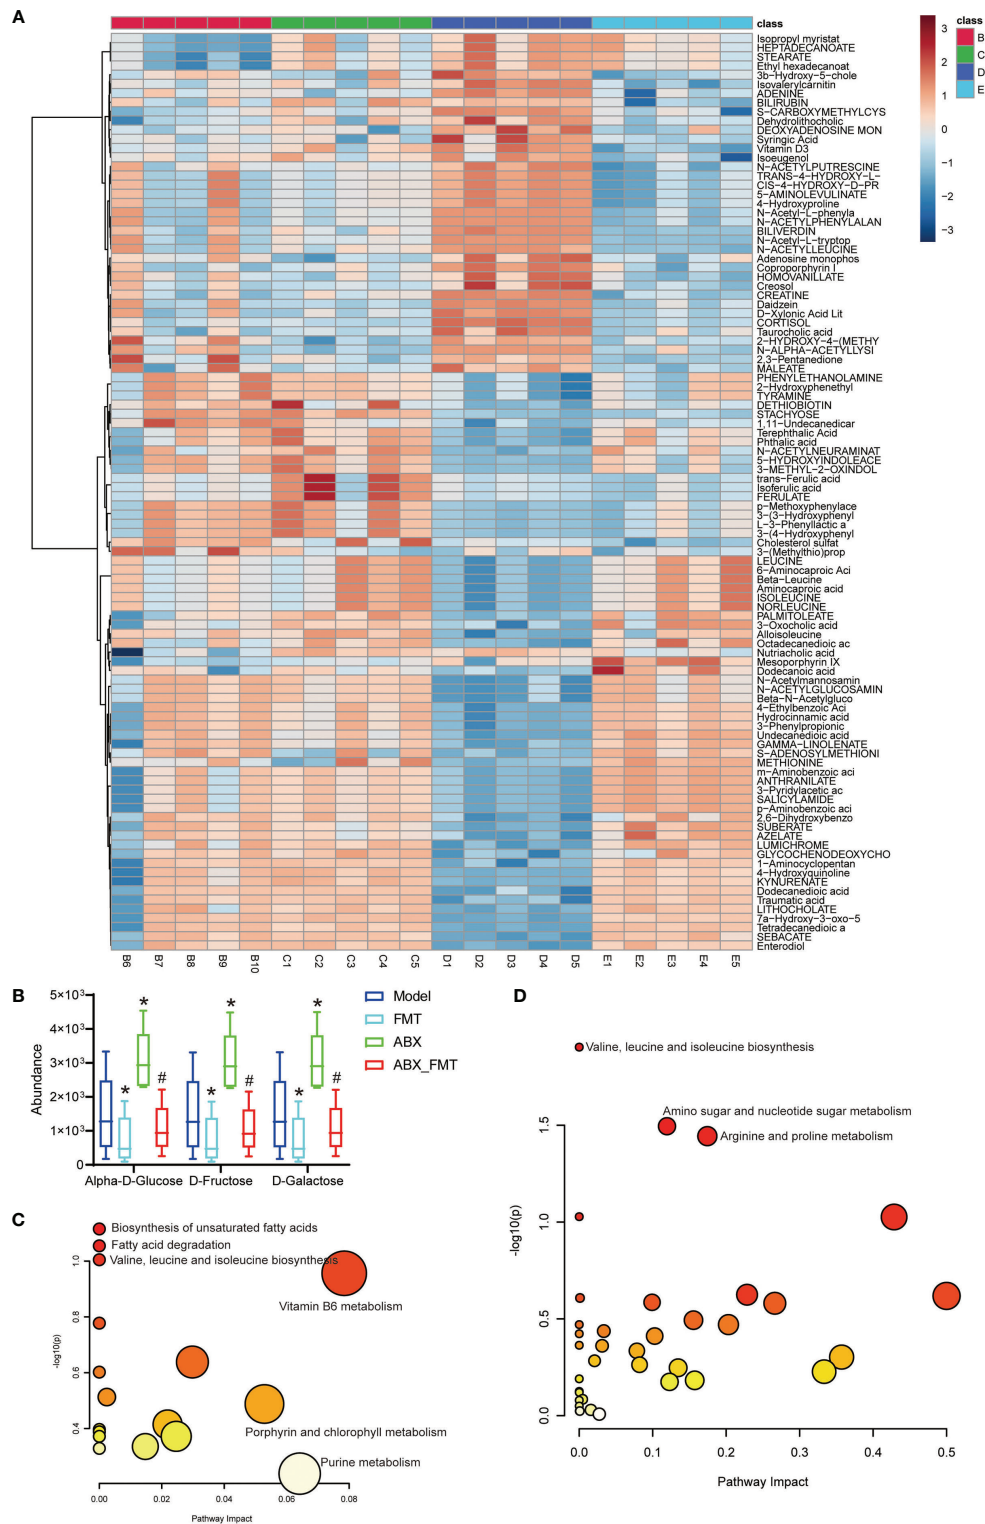 A
class
Isopropyl myristat
HEPTADECANOATE
STEARATE
Ethyl hexadecanoat
3b-Hydroxy-5-chole
Isovalerylcarnitin
ADENINE
BILIRUBIN
S-CARBOXYMETHYLCYS
Dehydrolithocholic
DEOXYADENOSINE MON
Syringic Acid
Vitamin D3
Isoeugenol
N-ACETYLPUTRESCINE
TRANS-4-HYDROXY-L-
CIS-4-HYDROXY-D-PR
5-AMINOLEVULINATE
4-Hydroxyproline
N-Acetyl-L-phenyla
N-ACETYLPHENYLALAN
BILIVERDIN
N-Acetyl-L-tryptop
N-ACETYLLEUCINE
Adenosine monophos
Coproporphyrin I
HOMOVANILLATE
Creosol
CREATINE
Daidzein
D-Xylonic Acid Lit
CORTISOL
Taurocholic acid
2-HYDROXY-4-(METHY
N-ALPHA-ACETYLLYSI
2,3-Pentanedione
MALEATE
PHENYLETHANOLAMINE
2-Hydroxyphenethyl
TYRAMINE
DETHIOBIOTIN
STACHYOSE
1,11-Undecanedicar
Terephthalic Acid
Phthalic acid
N-ACETYLNEURAMINAT
5-HYDROXYINDOLEACE
3-METHYL-2-OXINDOL
trans-Ferulic acid
Isoferulic acid
FERULATE
p-Methoxyphenylace
3-(3-Hydroxyphenyl
L-3-Phenyllactic a
3-(4-Hydroxyphenyl
Cholesterol sulfat
3-(Methylthio)prop
LEUCINE
6-Aminocaproic Aci
Beta-Leucine
Aminocaproic acid
ISOLEUCINE
NORLEUCINE
PALMITOLEATE
3-Oxocholic acid
Alloisoleucine
Octadecanedioic ac
Nutriacholic acid
Mesoporphyrin IX
Dodecanoic acid
N-Acetylmannosamin
N-ACETYLGLUCOSAMIN
Beta-N-Acetylgluco
4-Ethylbenzoic Aci
Hydrocinnamic acid
3-Phenylpropionic
Undecanedioic acid
GAMMA-LINOLENATE
S-ADENOSYLMETHIONI
METHIONINE
m-Aminobenzoic aci
ANTHRANILATE
3-Pyridylacetic ac
SALICYLAMIDE
p-Aminobenzoic aci
2,6-Dihydroxybenzo
SUBERATE
AZELATE
LUMICHROME
GLYCOCHENODEOXYCHO
1-Aminocyclopentan
4-Hydroxyquinoline
KYNURENATE
Dodecanedioic acid
Traumatic acid
LITHOCHOLATE
7a-Hydroxy-3-oxo-5
Tetradecanedioic a
SEBACATE
Enterodiol
B6 B7 B8 B9 B10 C1 C2 C3 C4 C5 D1 D2 D3 D4 D5 E1 E2 E3 E4 E5
3
2
1
0
−1
−2
−3
class
B
C
D
E
B
Abundance
5×10³
4×10³
3×10³
2×10³
1×10³
0
* * # * * # * * #
Alpha-D-Glucose D-Fructose D-Galactose
Model
FMT
ABX
ABX_FMT
C
Biosynthesis of unsaturated fatty acids
Fatty acid degradation
Valine, leucine and isoleucine biosynthesis
Vitamin B6 metabolism
Porphyrin and chlorophyll metabolism
Purine metabolism
-log10(p)
1.0
0.8
0.6
0.4
0.00 0.02 0.04 0.06 0.08
Pathway Impact
D
Valine, leucine and isoleucine biosynthesis
Amino sugar and nucleotide sugar metabolism
Arginine and proline metabolism
-log10(p)
1.5
1.0
0.5
0.0
0.0 0.1 0.2 0.3 0.4 0.5
Pathway Impact